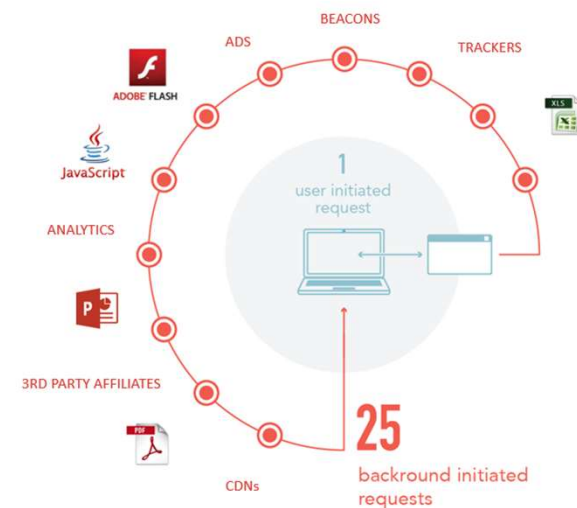 BEACONS
ADS
TRACKERS
ADOBE® FLASH
XLS
X
1
user initiated
request
JavaScript
ANALYTICS
P
3RD PARTY AFFILIATES
PDF
25
backround initiated
requests
CDNs